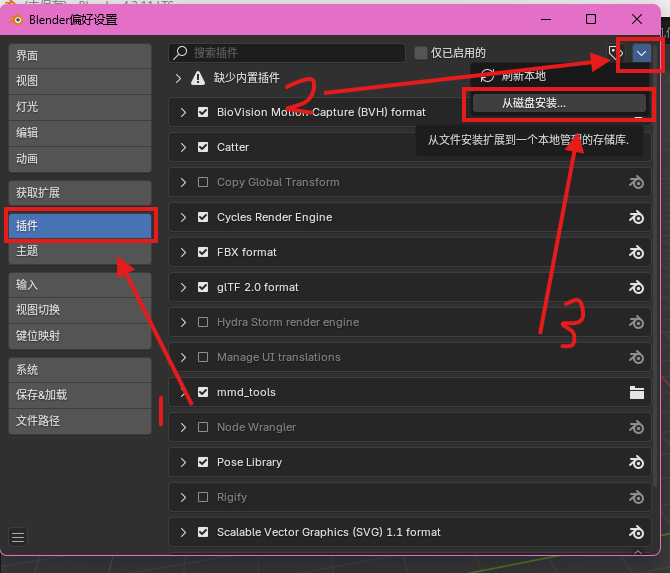 Blender偏好设置
界面
视图
灯光
编辑
动画
获取扩展
插件
主题
输入
视图切换
键位映射
系统
保存&加载
文件路径
搜索插件
仅已启用的
刷新本地
从磁盘安装...
从文件安装扩展到一个本地管理的存储库.
缺少内置插件
BioVision Motion Capture (BVH) format
Catter
Copy Global Transform
Cycles Render Engine
FBX format
glTF 2.0 format
Hydra Storm render engine
Manage UI translations
mmd_tools
Node Wrangler
Pose Library
Rigify
Scalable Vector Graphics (SVG) 1.1 format
1
2
3